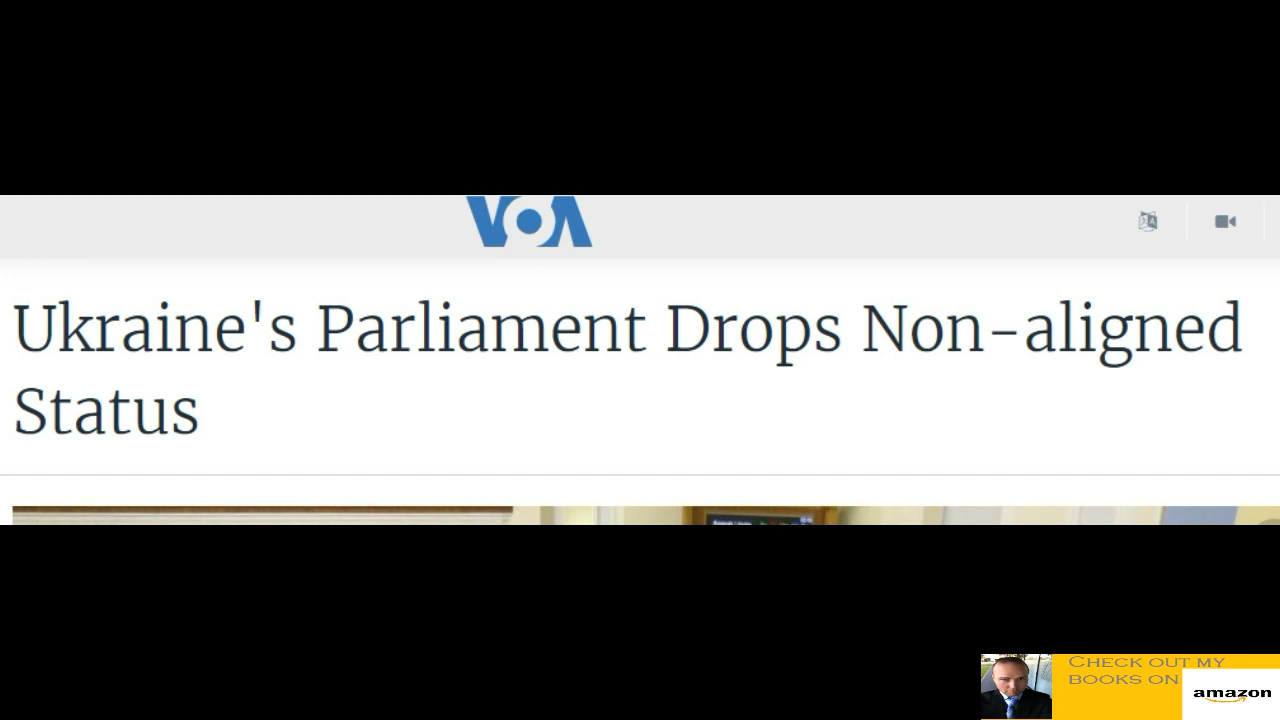 VOA
Ukraine's Parliament Drops Non-aligned
Status
CHECK OUT MY
BOOKS ON
amazon